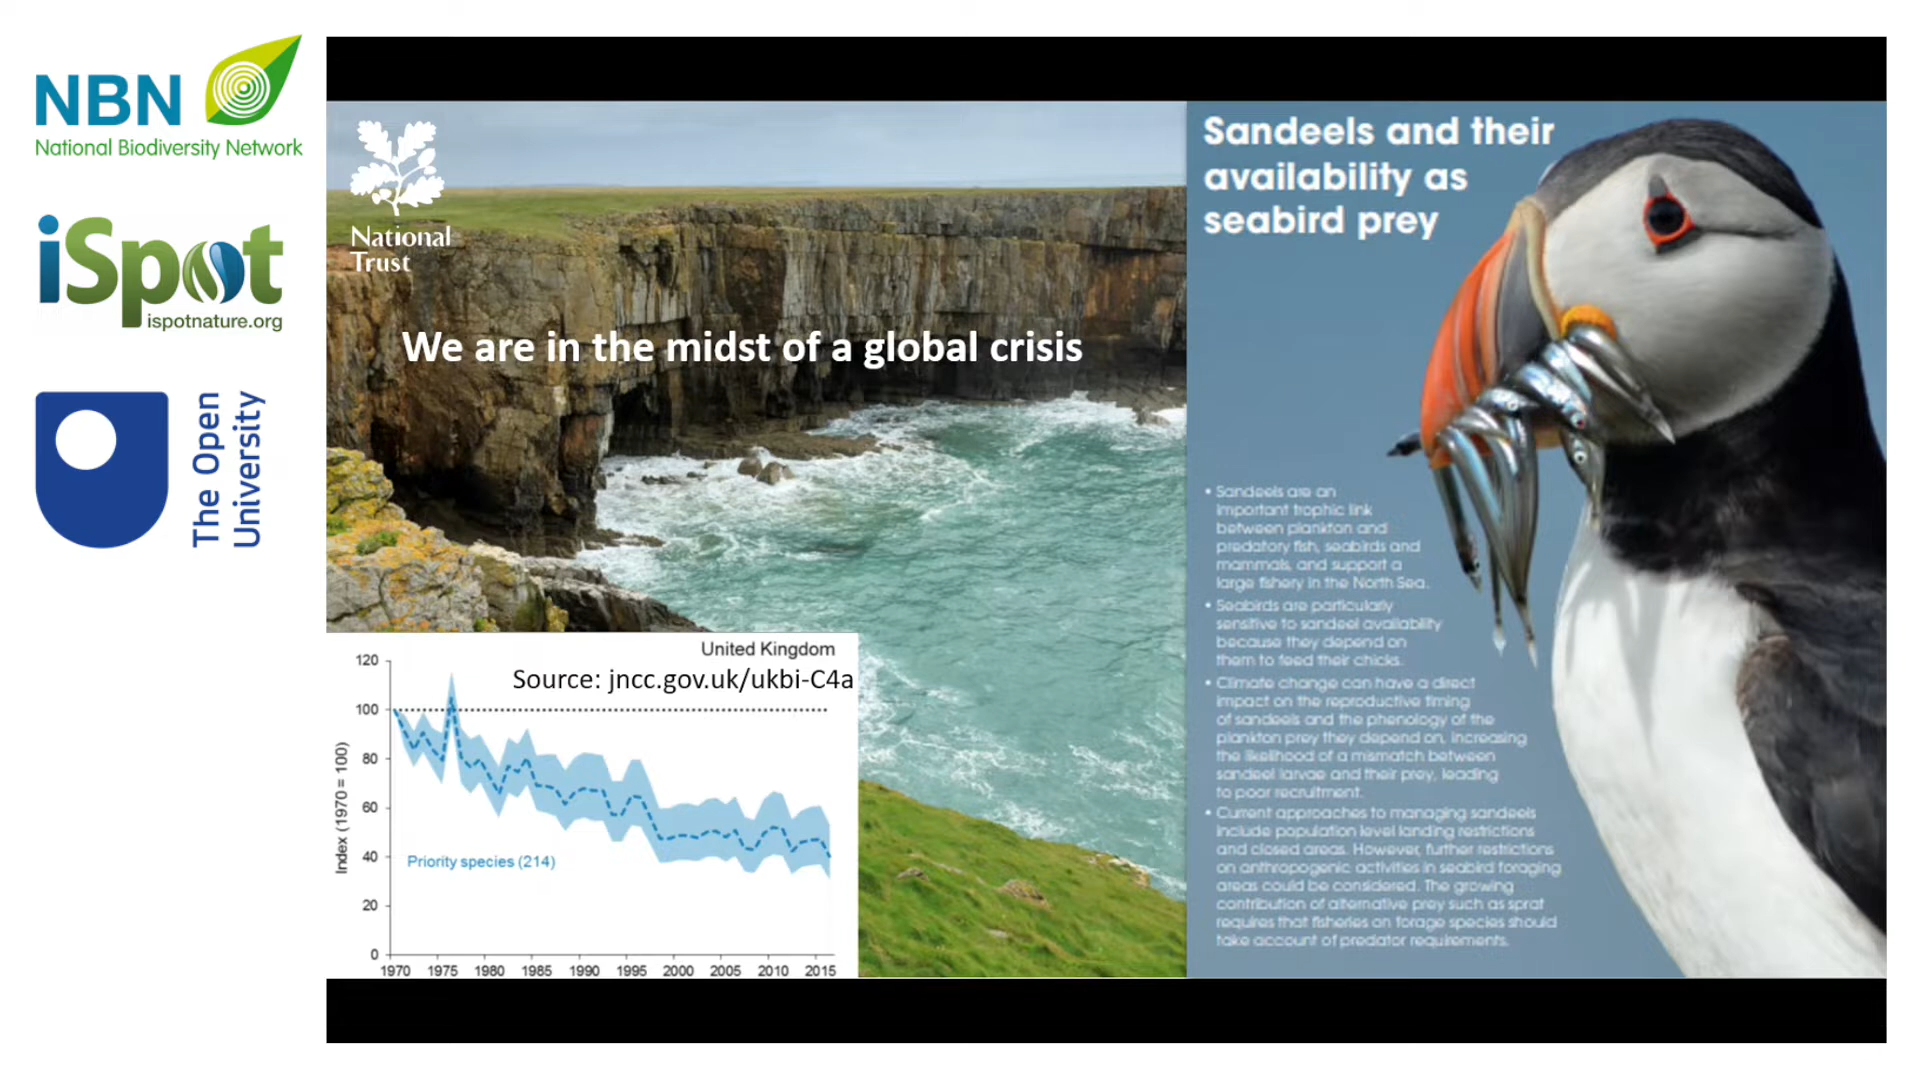 NBN
National Biodiversity Network
iSpot
ispotnature.org
The Open
University
National
Trust
We are in the midst of a global crisis
United Kingdom
Source: jncc.gov.uk/ukbi-C4a
120
100
80
60
40
20
0
Index (1970 = 100)
Priority species (214)
1970 1975 1980 1985 1990 1995 2000 2005 2010 2015
Sandeels and their
availability as
seabird prey
• Sandeels are an
important trophic link
between plankton and
predatory fish, seabirds and
mammals, and support a
large fishery in the North Sea.
• Seabirds are particularly
sensitive to sandeel availability
because they depend on
them to feed their chicks.
• Climate change can have a direct
impact on the reproductive timing
of sandeels and the phenology of the
plankton prey they depend on, increasing
the likelihood of a mismatch between
sandeel larvae and their prey, leading
to poor recruitment.
• Current approaches to managing sandeels
include population level landing restrictions
and closed areas. However, further restrictions
on anthropogenic activities in seabird foraging
areas could be considered. The growing
contribution of alternative prey such as sprat
requires that fisheries on forage species should
take account of predator requirements.